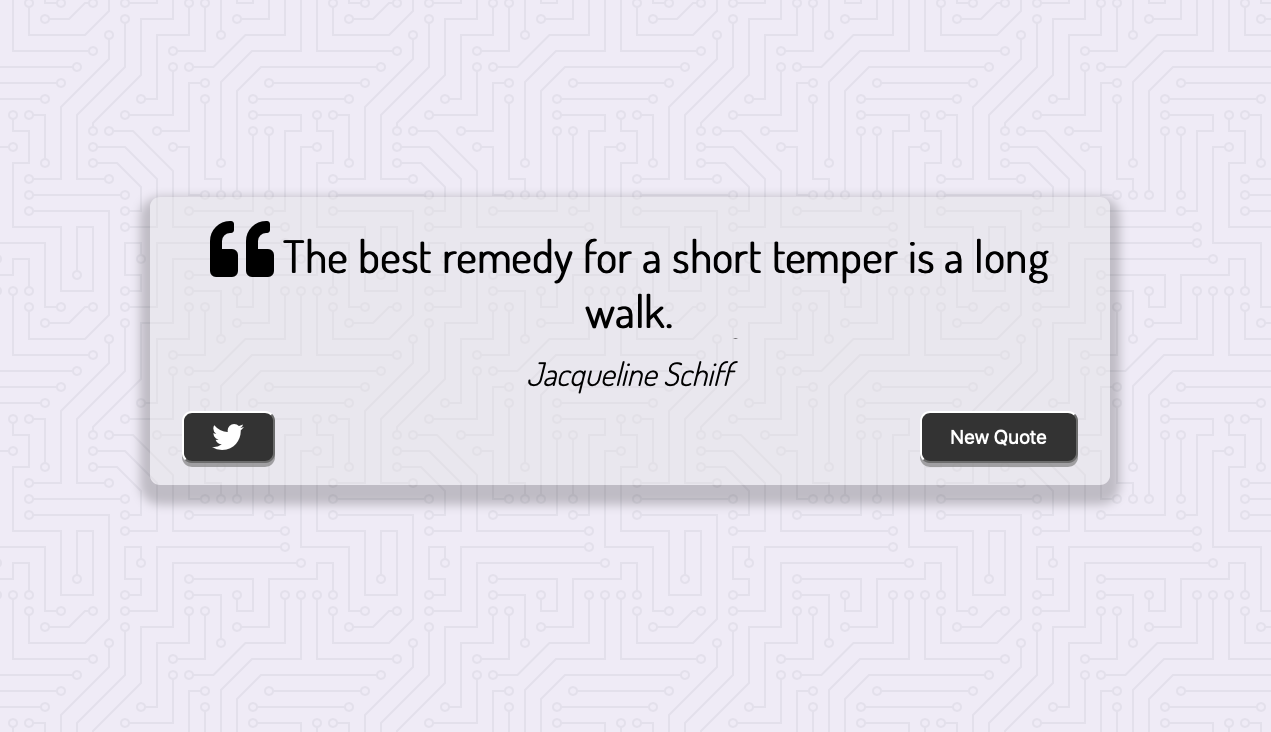 The best remedy for a short temper is a long
walk.
Jacqueline Schiff
New Quote